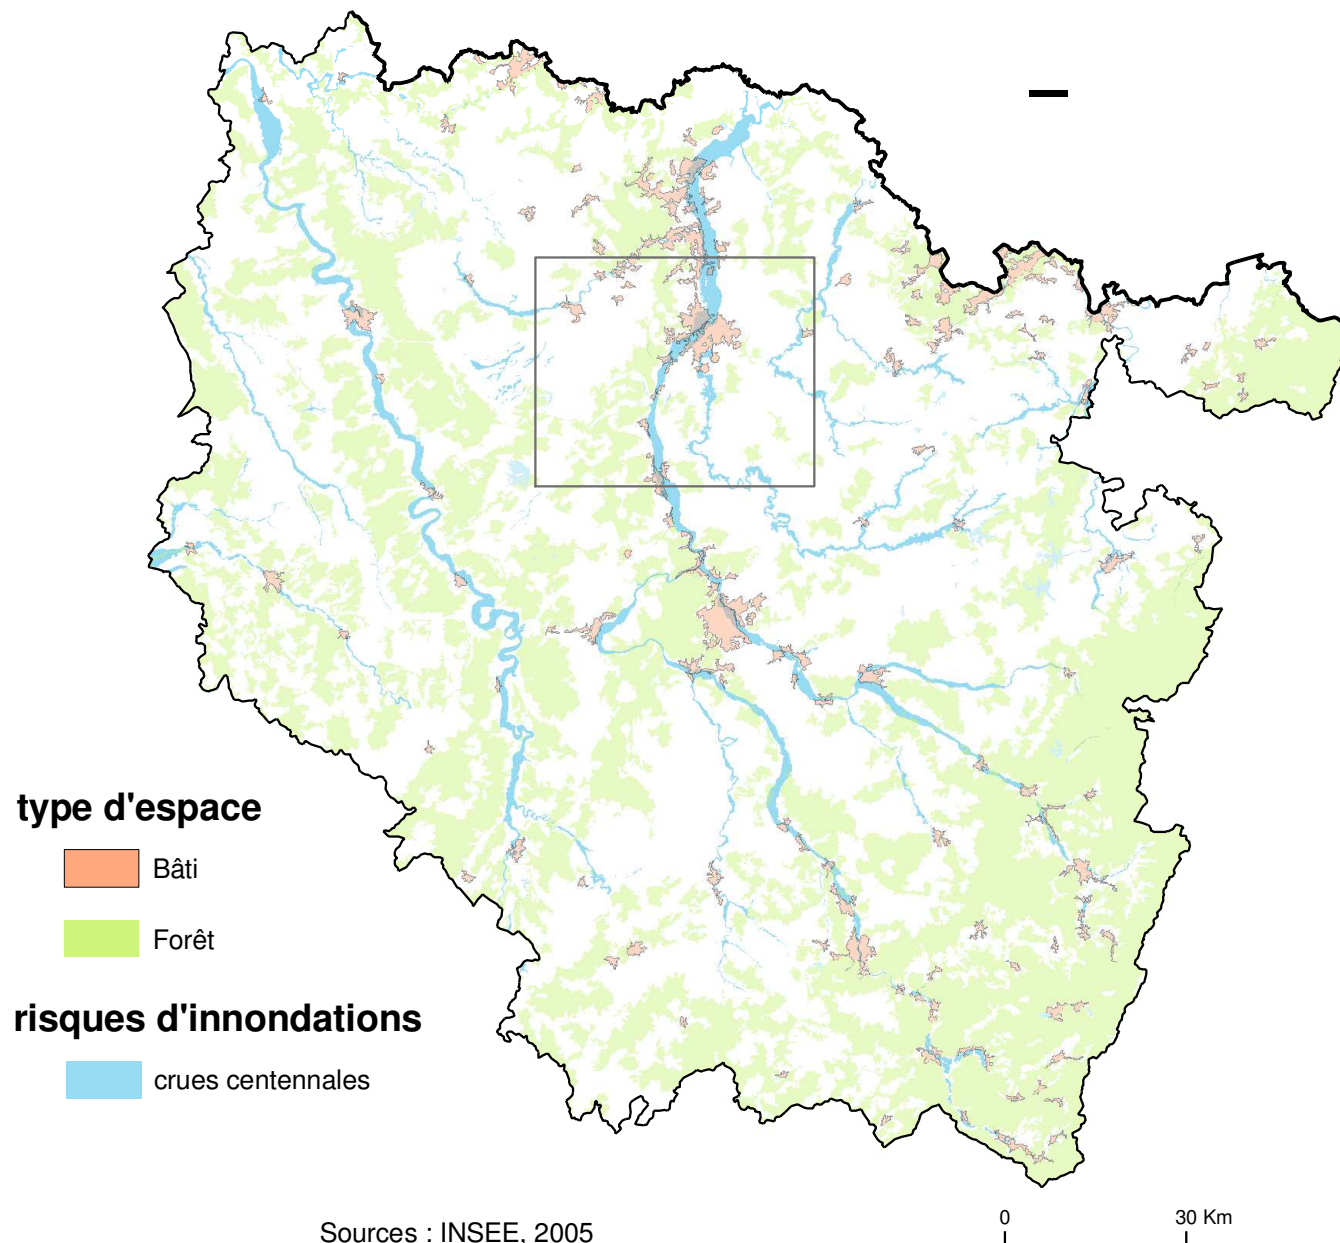 type d'espace
Bâti
Forêt
risques d'innondations
crues centennales
Sources : INSEE, 2005
0 30 Km